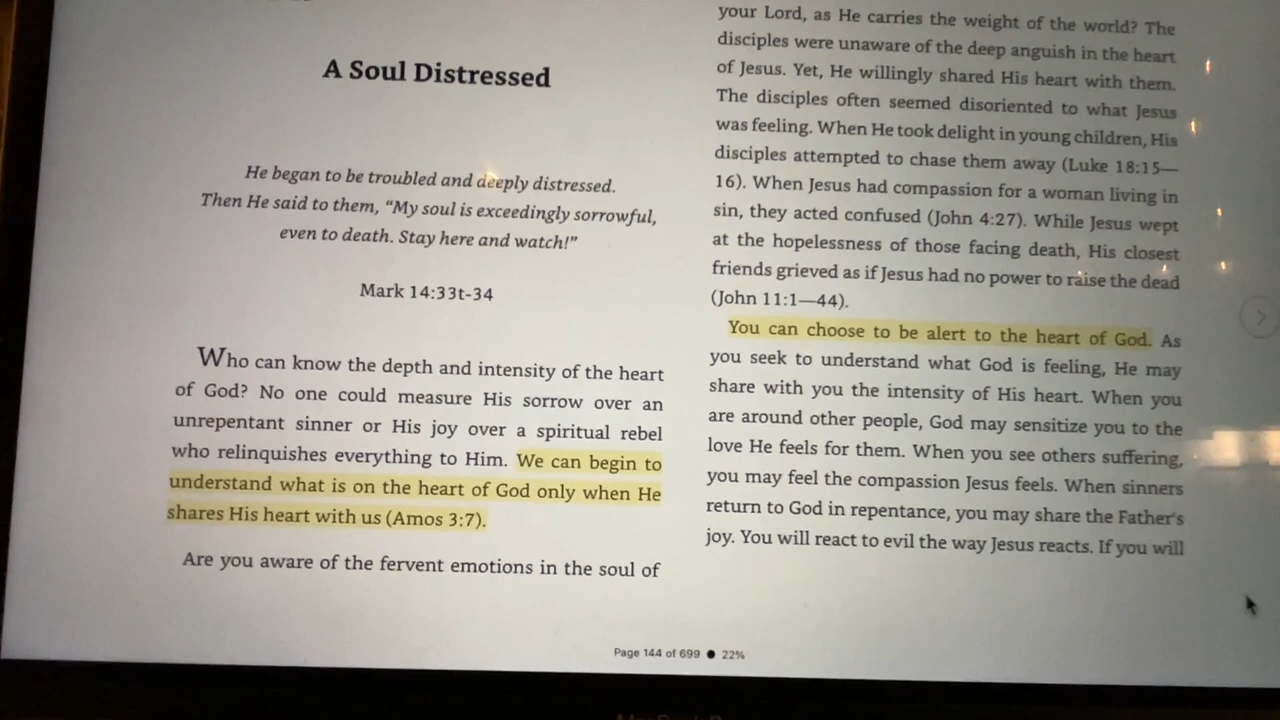 A Soul Distressed
He began to be troubled and deeply distressed.
Then He said to them, “My soul is exceedingly sorrowful,
even to death. Stay here and watch!”
Mark 14:33t-34
Who can know the depth and intensity of the heart
of God? No one could measure His sorrow over an
unrepentant sinner or His joy over a spiritual rebel
who relinquishes everything to Him. We can begin to
understand what is on the heart of God only when He
shares His heart with us (Amos 3:7).
Are you aware of the fervent emotions in the soul of
your Lord, as He carries the weight of the world? The
disciples were unaware of the deep anguish in the heart
of Jesus. Yet, He willingly shared His heart with them.
The disciples often seemed disoriented to what Jesus
was feeling. When He took delight in young children, His
disciples attempted to chase them away (Luke 18:15—
16). When Jesus had compassion for a woman living in
sin, they acted confused (John 4:27). While Jesus wept
at the hopelessness of those facing death, His closest
friends grieved as if Jesus had no power to raise the dead
(John 11:1—44).
You can choose to be alert to the heart of God. As
you seek to understand what God is feeling, He may
share with you the intensity of His heart. When you
are around other people, God may sensitize you to the
love He feels for them. When you see others suffering,
you may feel the compassion Jesus feels. When sinners
return to God in repentance, you may share the Father's
joy. You will react to evil the way Jesus reacts. If you will
Page 144 of 699 ● 22%